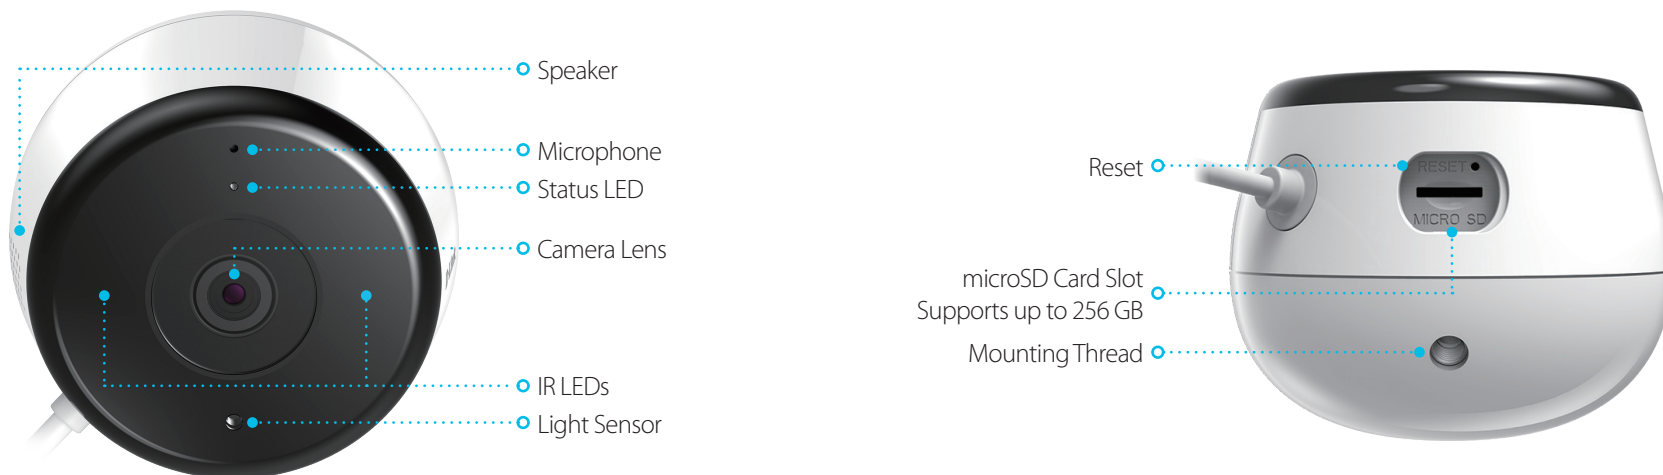 Speaker
Microphone
Status LED
Camera Lens
IR LEDs
Light Sensor
Reset
RESET
MICRO SD
microSD Card Slot
Supports up to 256 GB
Mounting Thread